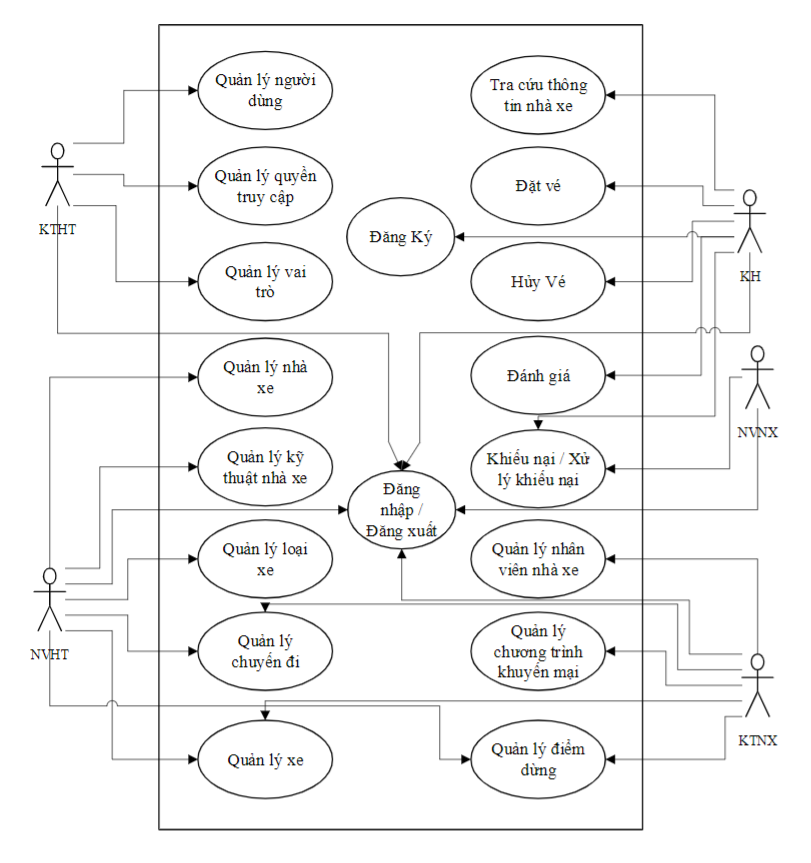 Quản lý người
dùng
Tra cứu thông
tin nhà xe
KTHT
Quản lý quyền
truy cập
Đặt vé
Đăng Ký
KH
Quản lý vai
trò
Hủy Vé
Quản lý nhà
xe
Đánh giá
NVNX
Quản lý kỹ
thuật nhà xe
Khiếu nại / Xử
lý khiếu nại
Đăng
nhập /
Đăng xuất
Quản lý loại
xe
Quản lý nhân
viên nhà xe
NVHT
Quản lý
chuyến đi
Quản lý
chương trình
khuyến mại
KTNX
Quản lý xe
Quản lý điểm
dừng